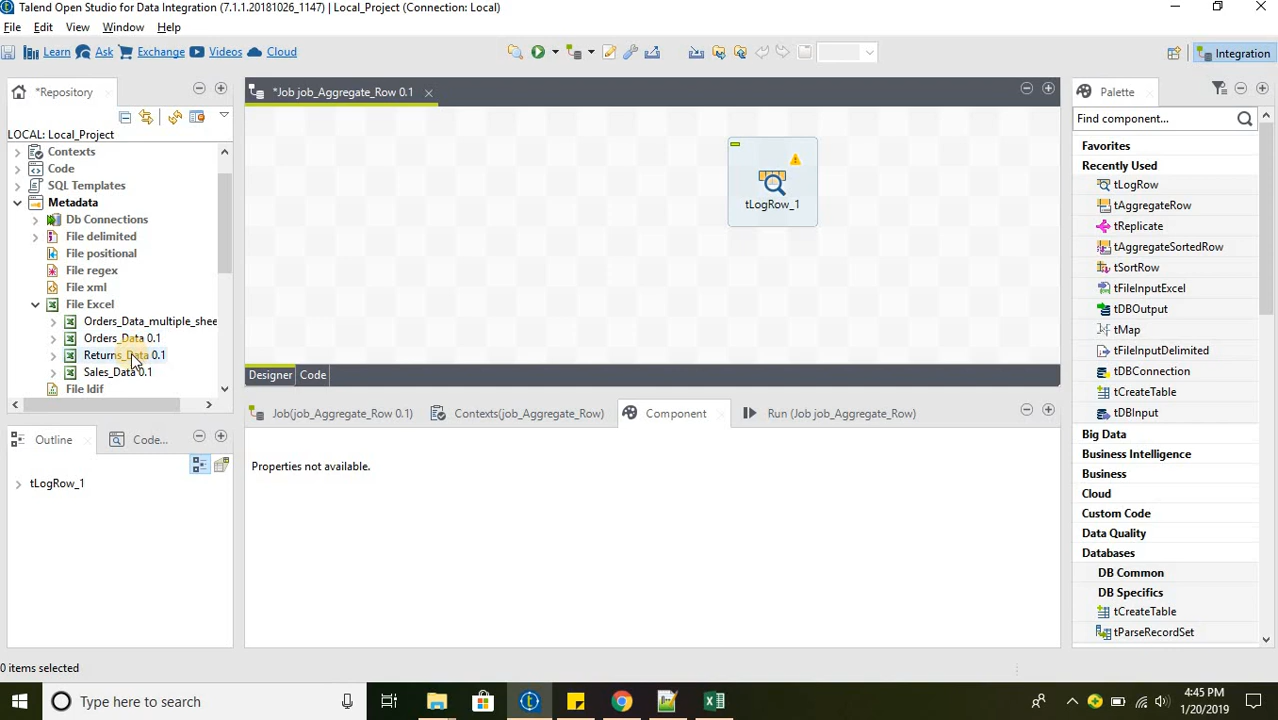 Talend Open Studio for Data Integration (7.1.1.20181026_1147) | Local_Project (Connection: Local)
File Edit View Window Help
Learn Ask Exchange Videos Cloud
Integration
*Repository
LOCAL: Local_Project
Contexts
Code
SQL Templates
Metadata
Db Connections
File delimited
File positional
File regex
File xml
File Excel
Orders_Data_multiple_shee
Orders_Data 0.1
Returns_Data 0.1
Sales_Data 0.1
File ldif
Outline
Code...
tLogRow_1
*Job job_Aggregate_Row 0.1
tLogRow_1
Designer
Code
Job(job_Aggregate_Row 0.1)
Contexts(job_Aggregate_Row)
Component
Run (Job job_Aggregate_Row)
Properties not available.
Palette
Find component...
Favorites
Recently Used
tLogRow
tAggregateRow
tReplicate
tAggregateSortedRow
tSortRow
tFileInputExcel
tDBOutput
tMap
tFileInputDelimited
tDBConnection
tCreateTable
tDBInput
Big Data
Business Intelligence
Business
Cloud
Custom Code
Data Quality
Databases
DB Common
DB Specifics
tCreateTable
tParseRecordSet
0 items selected
Type here to search
4:45 PM
1/20/2019